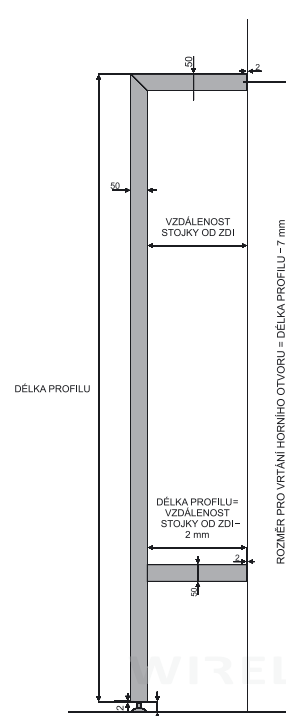 50
2
50
VZDÁLENOST
STOJKY OD ZDI
DÉLKA PROFILU
ROZMĚR PRO VRTÁNÍ HORNÍHO OTVORU = DÉLKA PROFILU - 7 mm
DÉLKA PROFILU=
VZDÁLENOST
STOJKY OD ZDI-
2 mm
2
50
WIREL
2